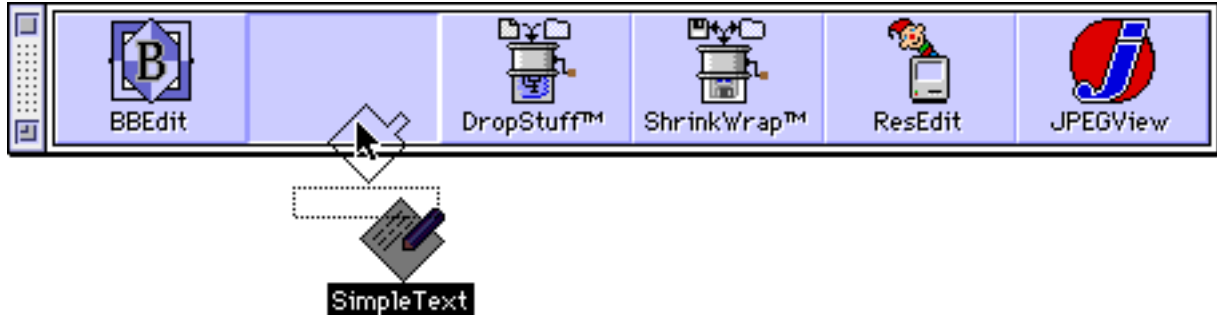 BBEdit
DropStuff™
ShrinkWrap™
ResEdit
JPEGView
SimpleText